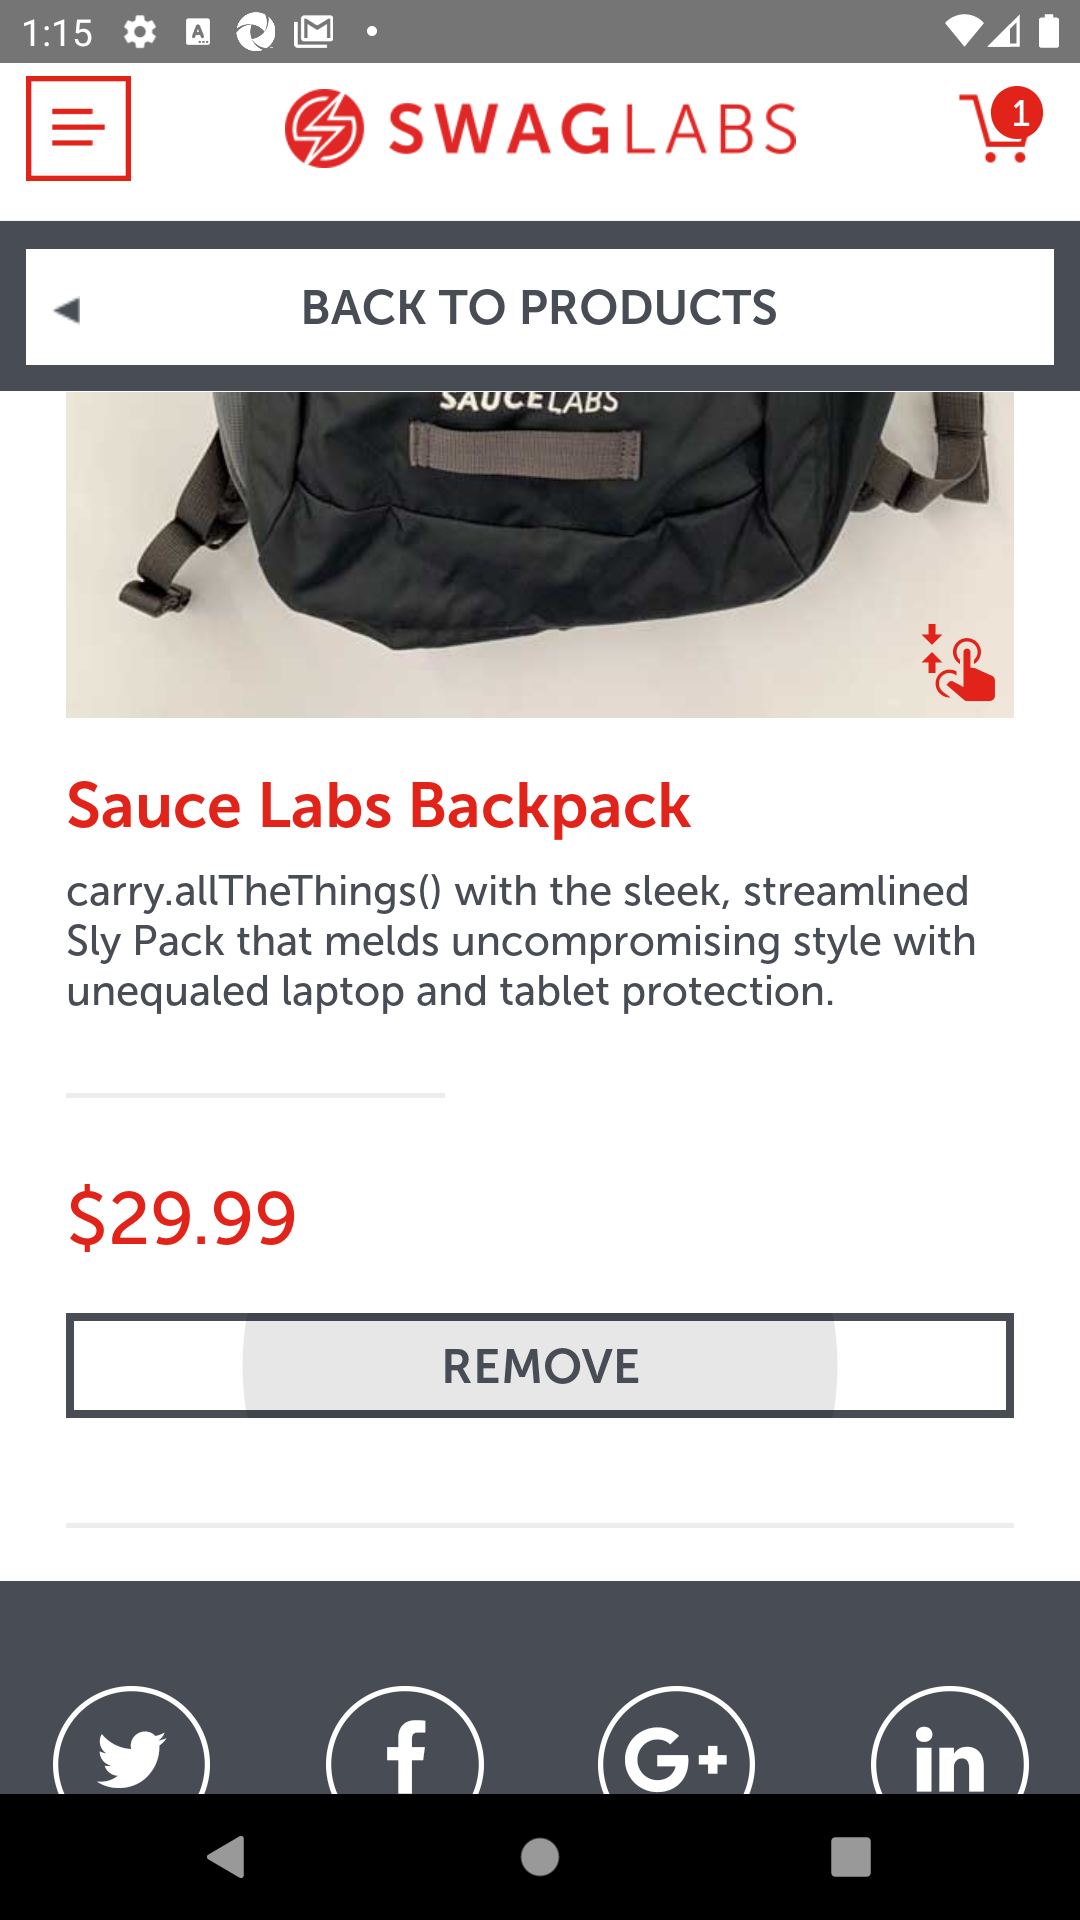 1:15
SWAGLABS
1
BACK TO PRODUCTS
SAUCELABS
Sauce Labs Backpack
carry.allTheThings() with the sleek, streamlined
Sly Pack that melds uncompromising style with
unequaled laptop and tablet protection.
$29.99
REMOVE